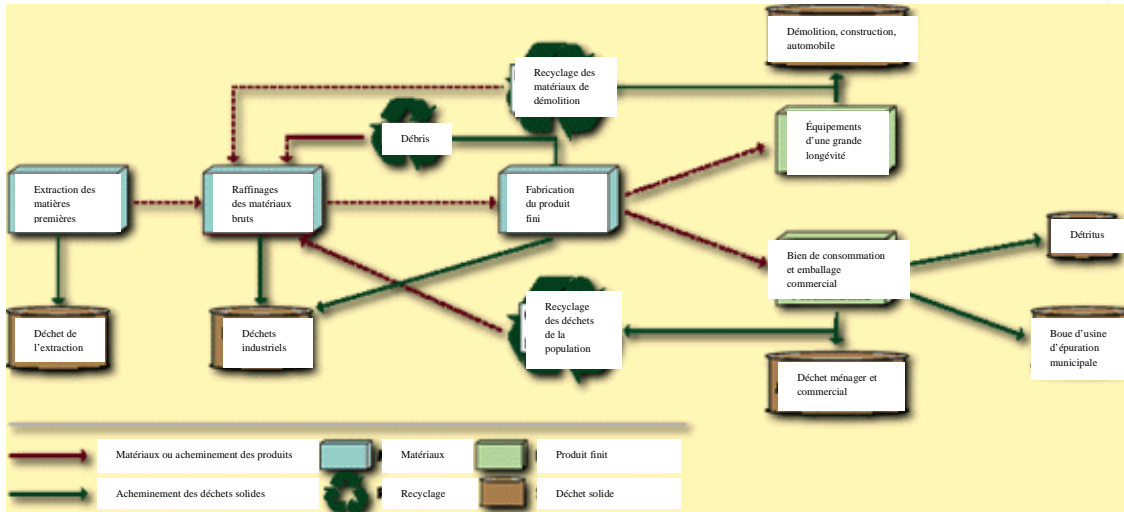 Démolition, construction,
automobile
Recyclage des
matériaux de
démolition
Débris
Équipements
d'une grande
longévité
Extraction des
matières
premières
Raffinages
des matériaux
bruts
Fabrication
du produit
fini
Bien de consommation
et emballage
commercial
Détritus
Déchet de
l'extraction
Déchets
industriels
Recyclage
des déchets
de la
population
Boue d'usine
d'épuration
municipale
Déchet ménager et
commercial
Matériaux ou acheminement des produits
Matériaux
Produit finit
Acheminement des déchets solides
Recyclage
Déchet solide